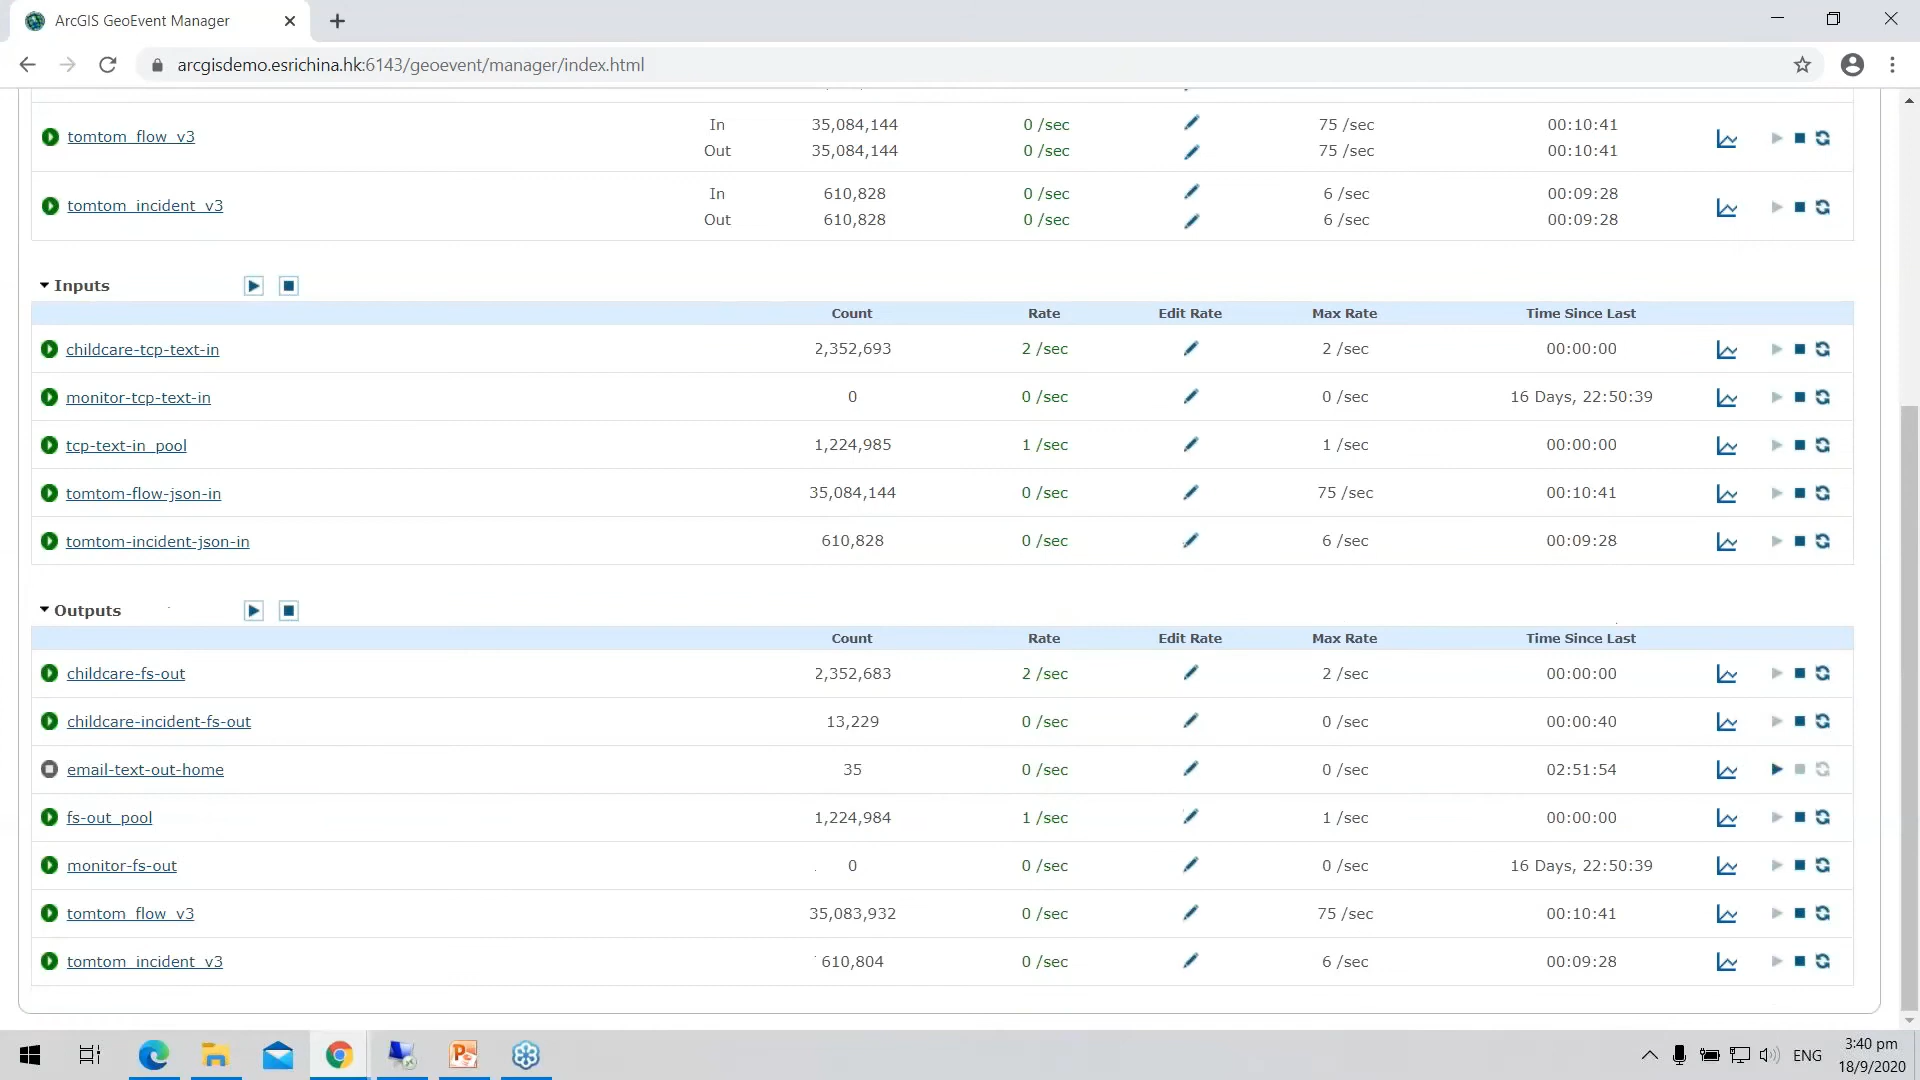 ArcGIS GeoEvent Manager
arcgisdemo.esrichina.hk:6143/geoevent/manager/index.html
tomtom_flow_v3 In 35,084,144 0 /sec 75 /sec 00:10:41
Out 35,084,144 0 /sec 75 /sec 00:10:41
tomtom_incident_v3 In 610,828 0 /sec 6 /sec 00:09:28
Out 610,828 0 /sec 6 /sec 00:09:28
Inputs
Count Rate Edit Rate Max Rate Time Since Last
childcare-tcp-text-in 2,352,693 2 /sec 2 /sec 00:00:00
monitor-tcp-text-in 0 0 /sec 0 /sec 16 Days, 22:50:39
tcp-text-in_pool 1,224,985 1 /sec 1 /sec 00:00:00
tomtom-flow-json-in 35,084,144 0 /sec 75 /sec 00:10:41
tomtom-incident-json-in 610,828 0 /sec 6 /sec 00:09:28
Outputs
Count Rate Edit Rate Max Rate Time Since Last
childcare-fs-out 2,352,683 2 /sec 2 /sec 00:00:00
childcare-incident-fs-out 13,229 0 /sec 0 /sec 00:00:40
email-text-out-home 35 0 /sec 0 /sec 02:51:54
fs-out_pool 1,224,984 1 /sec 1 /sec 00:00:00
monitor-fs-out 0 0 /sec 0 /sec 16 Days, 22:50:39
tomtom_flow_v3 35,083,932 0 /sec 75 /sec 00:10:41
tomtom_incident_v3 610,804 0 /sec 6 /sec 00:09:28
ENG 3:40 pm
18/9/2020